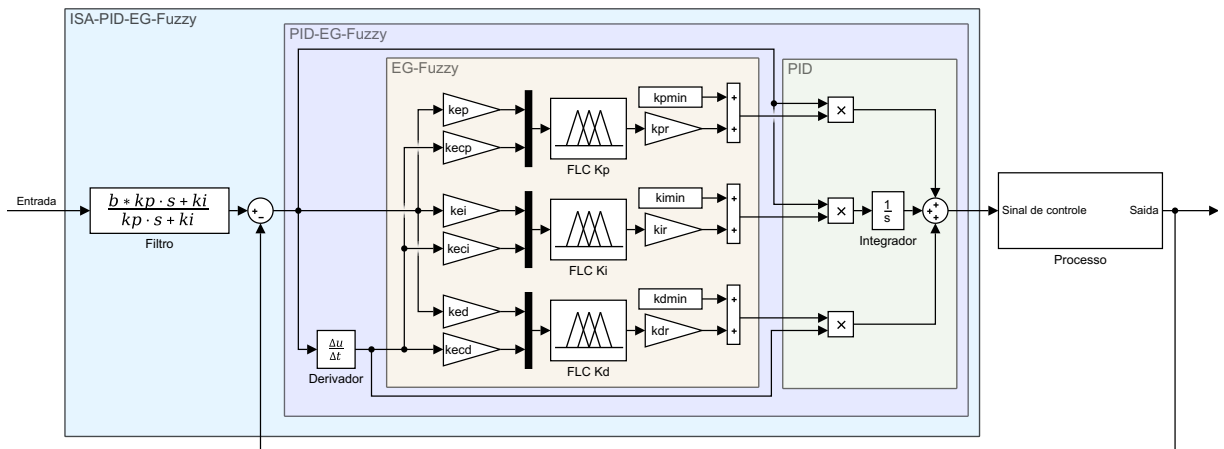 ISA-PID-EG-Fuzzy
PID-EG-Fuzzy
EG-Fuzzy
PID
Entrada
b * kp · s + ki
kp · s + ki
Filtro
+
−
Δu
Δt
Derivador
kep
kecp
FLC Kp
kpmin
kpr
+
+
kei
keci
FLC Ki
kimin
kir
+
+
ked
kecd
FLC Kd
kdmin
kdr
+
+
×
×
×
1
s
Integrador
+
+
+
Sinal de controle
Saida
Processo